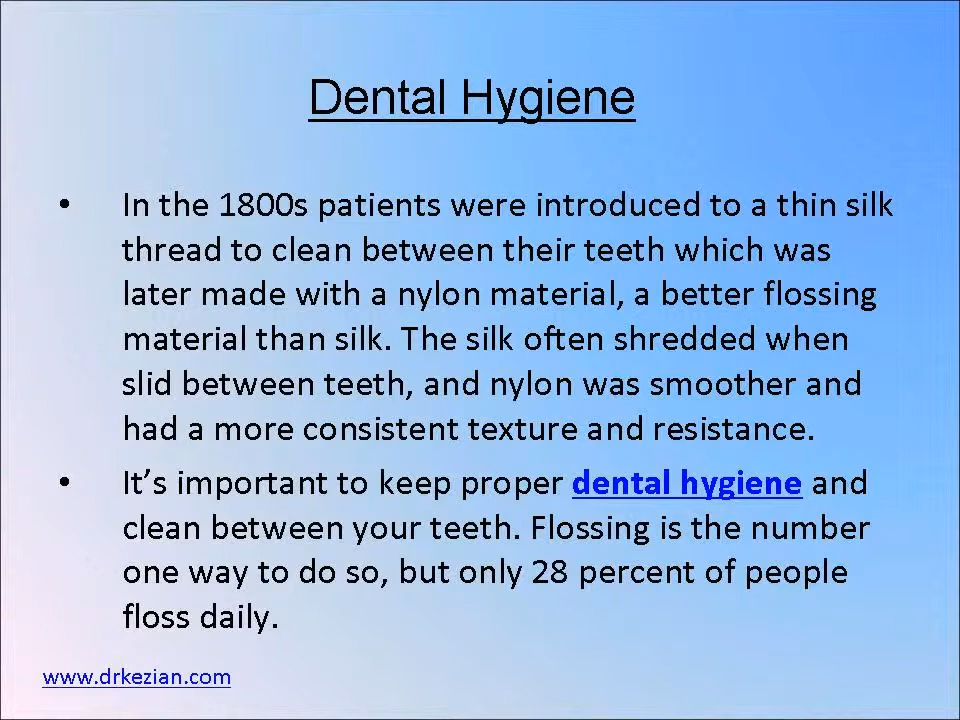 Dental Hygiene
• In the 1800s patients were introduced to a thin silk
thread to clean between their teeth which was
later made with a nylon material, a better flossing
material than silk. The silk often shredded when
slid between teeth, and nylon was smoother and
had a more consistent texture and resistance.
• It’s important to keep proper dental hygiene and
clean between your teeth. Flossing is the number
one way to do so, but only 28 percent of people
floss daily.
www.drkezian.com